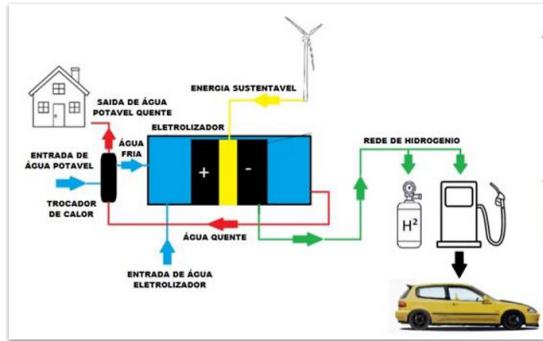 ENERGIA SUSTENTAVEL
SAIDA DE ÁGUA
POTAVEL QUENTE
ELETROLIZADOR
ÁGUA
FRIA
REDE DE HIDROGENIO
ENTRADA DE
ÁGUA POTAVEL
+
-
TROCADOR
DE CALOR
H²
ÁGUA QUENTE
ENTRADA DE ÁGUA
ELETROLIZADOR